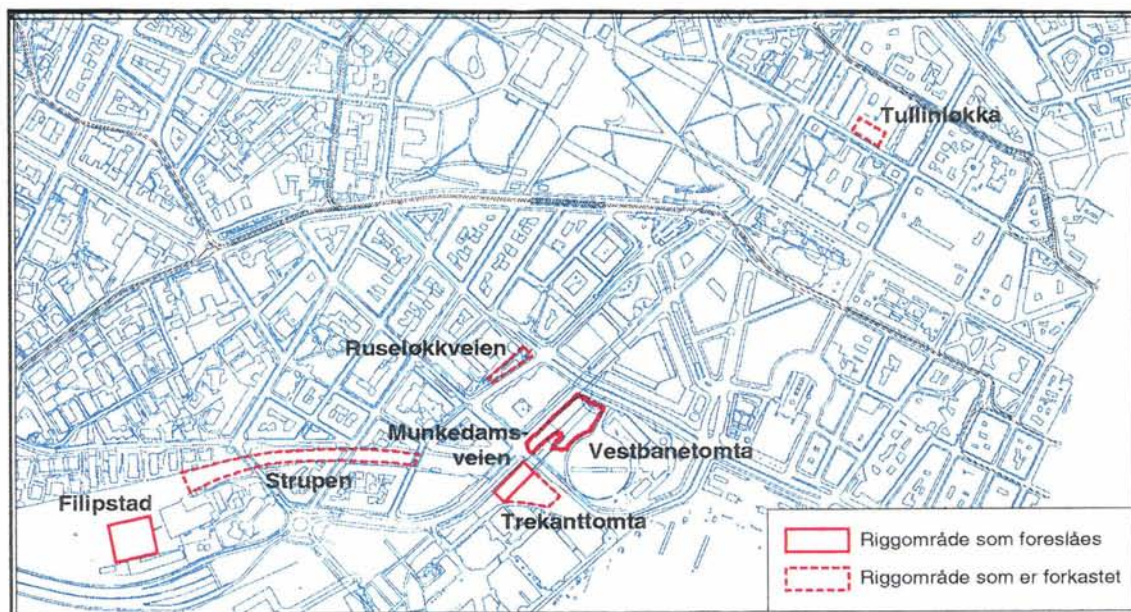 Tullinløkka
Ruseløkkveien
Munkedams-
veien
Vestbanetomta
Strupen
Filipstad
Trekanttomta
Riggområde som foreslåes
Riggområde som er forkastet